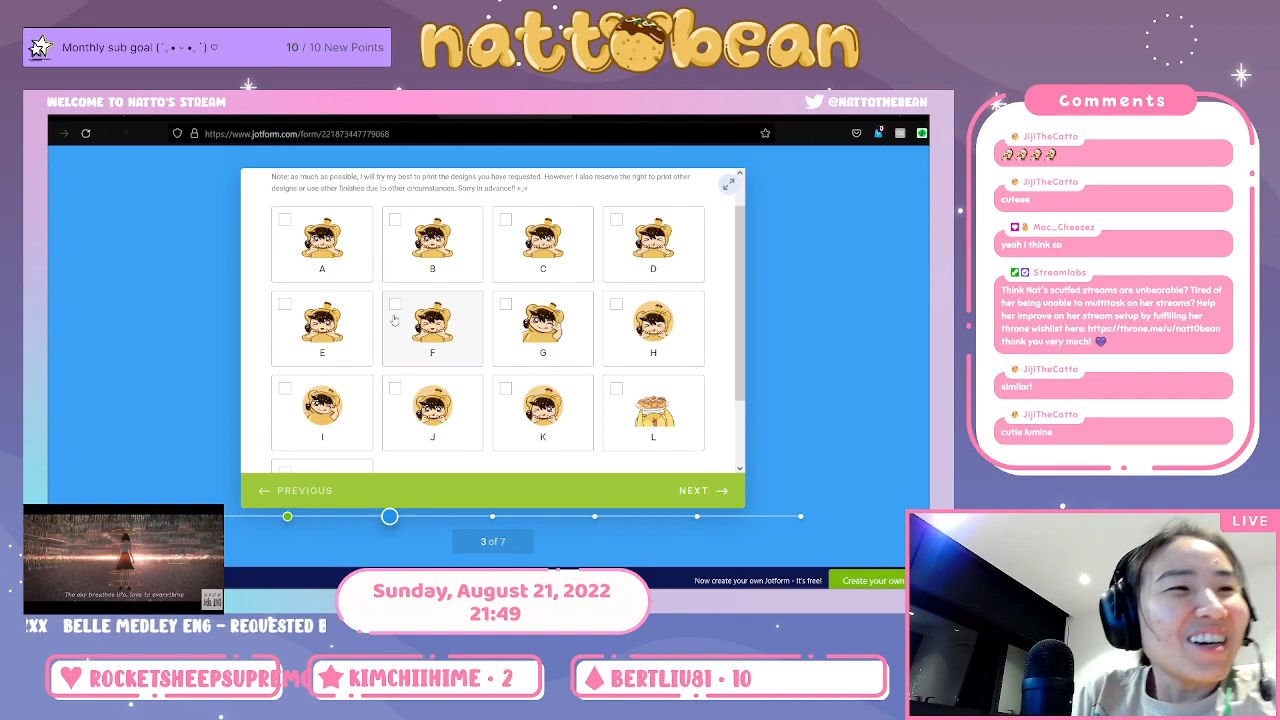 Monthly sub goal (´｡• ᵕ •｡`) ♡
10 / 10 New Points
natt bean
WELCOME TO NATTO'S STREAM
@NATTOTHEBEAN
https://www.jotform.com/form/221873447779068
Note: as much as possible, I will try my best to print the designs you have requested. However, I also reserve the right to print other
designs or use other finishes due to other circumstances. Sorry in advance!! >_<
A
B
C
D
E
F
G
H
I
J
K
L
← PREVIOUS
NEXT →
3 of 7
Now create your own Jotform - It's free!
Create your own
The sky breathes life, love to everything
地図
Sunday, August 21, 2022
21:49
BELLE MEDLEY ENG - REQUESTED B
ROCKETSHEEPSUPREMO
KIMCHIIHIME • 2
BERTLIV81 • 10
Comments
JijiTheCatto
JijiTheCatto
cuteee
Mac_Cheesez
yeah i think so
Streamlabs
Think Nat's scuffed streams are unbearable? Tired of
her being unable to multitask on her streams? Help
her improve on her stream setup by fulfilling her
throne wishlist here: https://throne.me/u/natt0bean
thank you very much! 💜
JijiTheCatto
similar!
JijiTheCatto
cutie lumine
LIVE